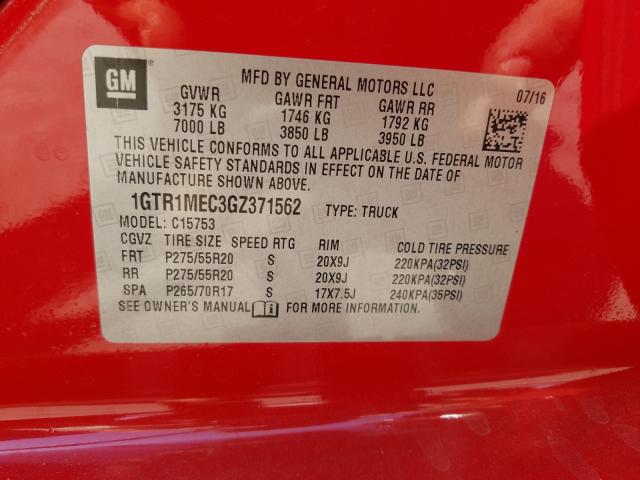 GM
MFD BY GENERAL MOTORS LLC
07/16
GVWR GAWR FRT GAWR RR
3175 KG 1746 KG 1792 KG
7000 LB 3850 LB 3950 LB
THIS VEHICLE CONFORMS TO ALL APPLICABLE U.S. FEDERAL MOTOR
VEHICLE SAFETY STANDARDS IN EFFECT ON THE DATE OF
MANUFACTURE SHOWN ABOVE.
1GTR1MEC3GZ371562 TYPE: TRUCK
MODEL: C15753
CGVZ TIRE SIZE SPEED RTG RIM COLD TIRE PRESSURE
FRT P275/55R20 S 20X9J 220KPA(32PSI)
RR P275/55R20 S 20X9J 220KPA(32PSI)
SPA P265/70R17 S 17X7.5J 240KPA(35PSI)
SEE OWNER'S MANUAL FOR MORE INFORMATION.